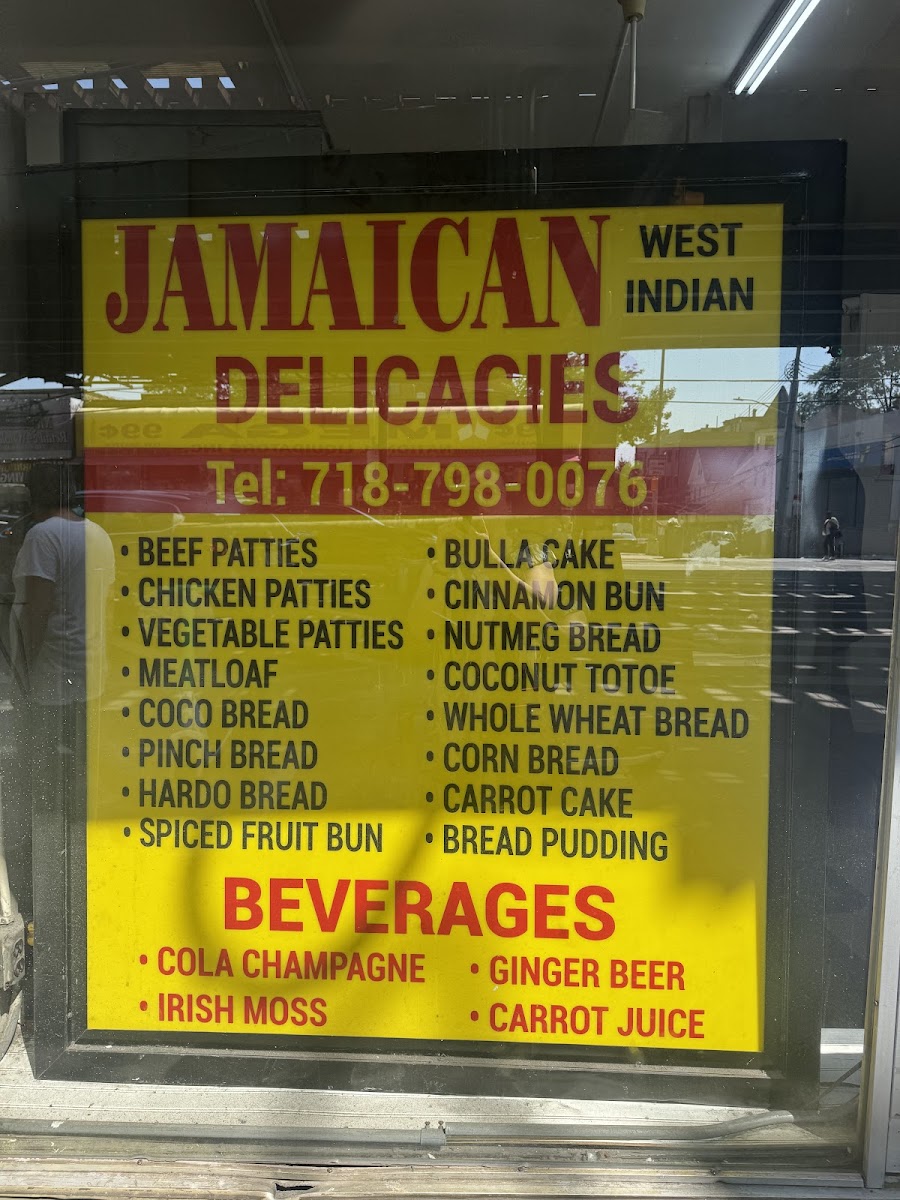 JAMAICAN
WEST
INDIAN
DELICACIES
Tel: 718-798-0076
• BEEF PATTIES
• CHICKEN PATTIES
• VEGETABLE PATTIES
• MEATLOAF
• COCO BREAD
• PINCH BREAD
• HARDO BREAD
• SPICED FRUIT BUN
• BULLA CAKE
• CINNAMON BUN
• NUTMEG BREAD
• COCONUT TOTOE
• WHOLE WHEAT BREAD
• CORN BREAD
• CARROT CAKE
• BREAD PUDDING
BEVERAGES
• COLA CHAMPAGNE
• IRISH MOSS
• GINGER BEER
• CARROT JUICE